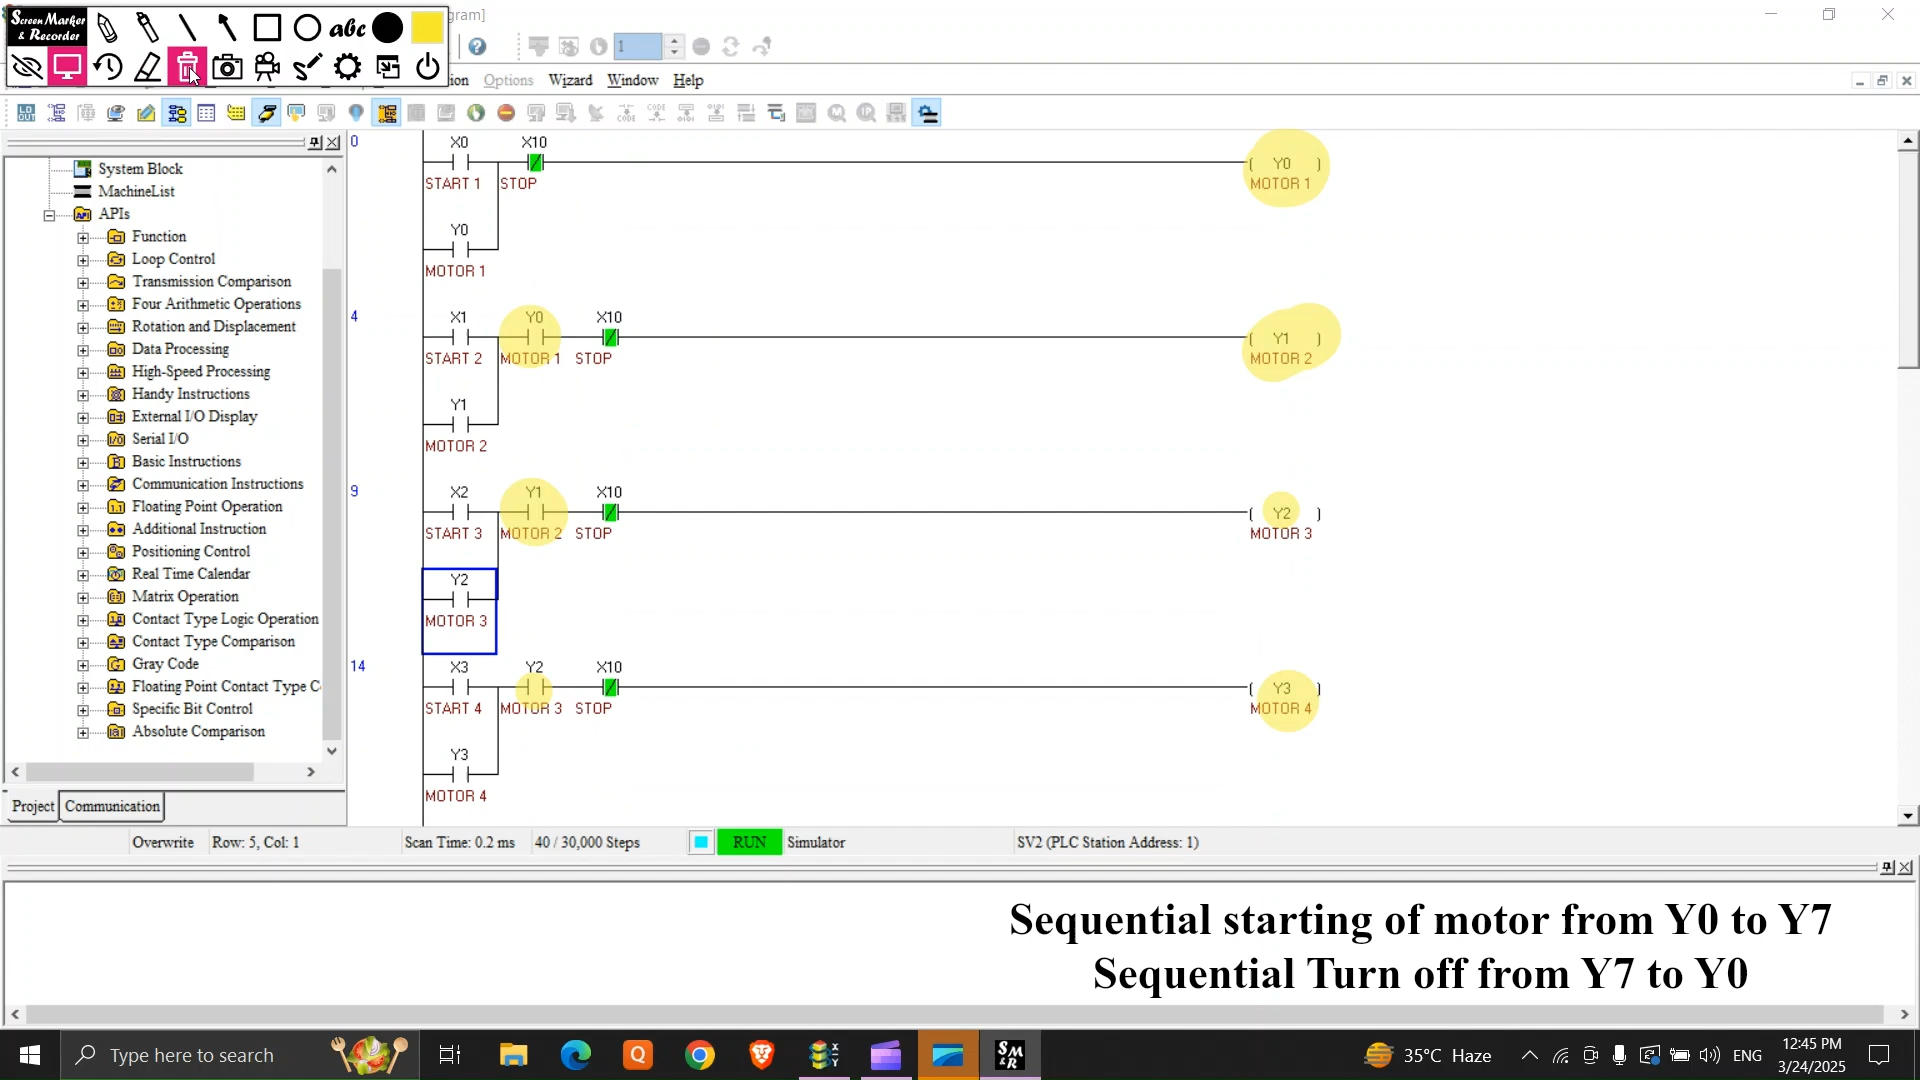 Screen Marker
& Recorder
abc
gram]
1
ion Options Wizard Window Help
System Block
MachineList
APIs
Function
Loop Control
Transmission Comparison
Four Arithmetic Operations
Rotation and Displacement
Data Processing
High-Speed Processing
Handy Instructions
External I/O Display
Serial I/O
Basic Instructions
Communication Instructions
Floating Point Operation
Additional Instruction
Positioning Control
Real Time Calendar
Matrix Operation
Contact Type Logic Operation
Contact Type Comparison
Gray Code
Floating Point Contact Type C
Specific Bit Control
Absolute Comparison
Project Communication
0 X0 X10
Y0
START 1 STOP MOTOR 1
Y0
MOTOR 1
4 X1 Y0 X10
Y1
START 2 MOTOR 1 STOP MOTOR 2
Y1
MOTOR 2
9 X2 Y1 X10
Y2
START 3 MOTOR 2 STOP MOTOR 3
Y2
MOTOR 3
14 X3 Y2 X10
Y3
START 4 MOTOR 3 STOP MOTOR 4
Y3
MOTOR 4
Overwrite Row: 5, Col: 1 Scan Time: 0.2 ms 40 / 30,000 Steps RUN Simulator SV2 (PLC Station Address: 1)
Sequential starting of motor from Y0 to Y7
Sequential Turn off from Y7 to Y0
Type here to search
35°C Haze
ENG
12:45 PM
3/24/2025